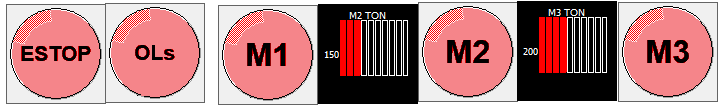 ESTOP
OLs
M1
M2 TON
150
M2
M3 TON
200
M3